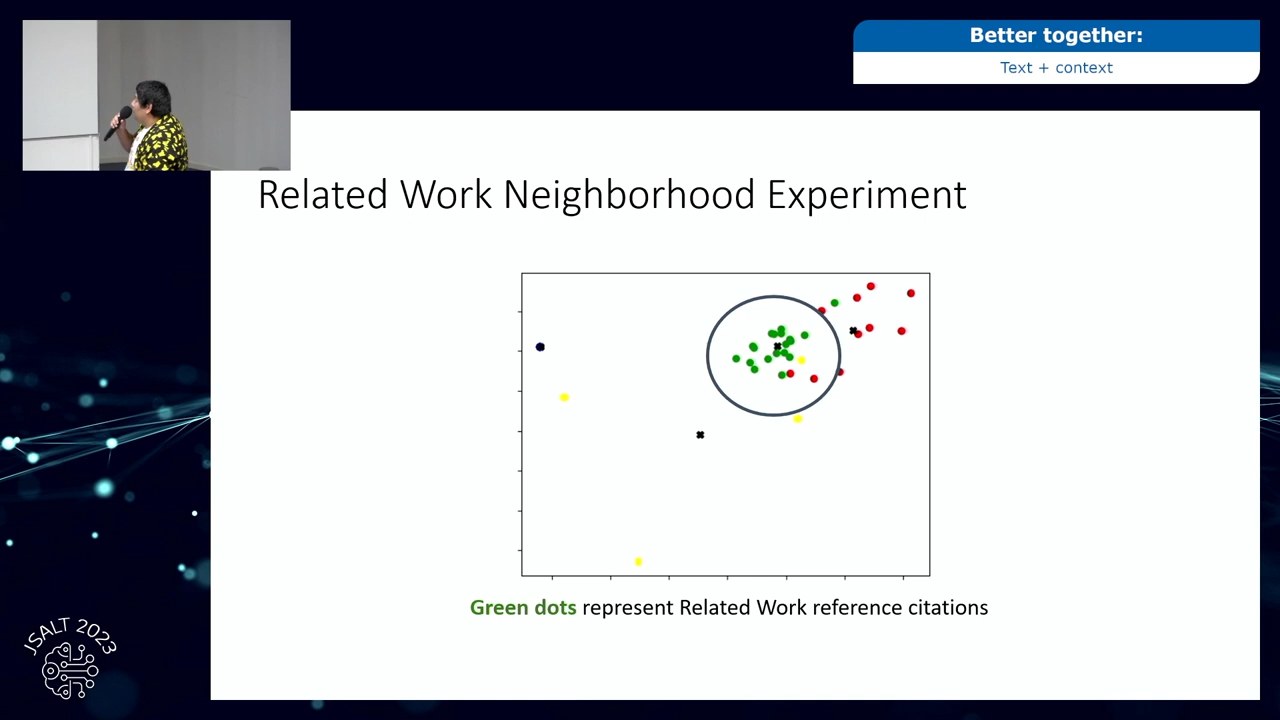 Better together:
Text + context
Related Work Neighborhood Experiment
Green dots represent Related Work reference citations
JSALT 2023